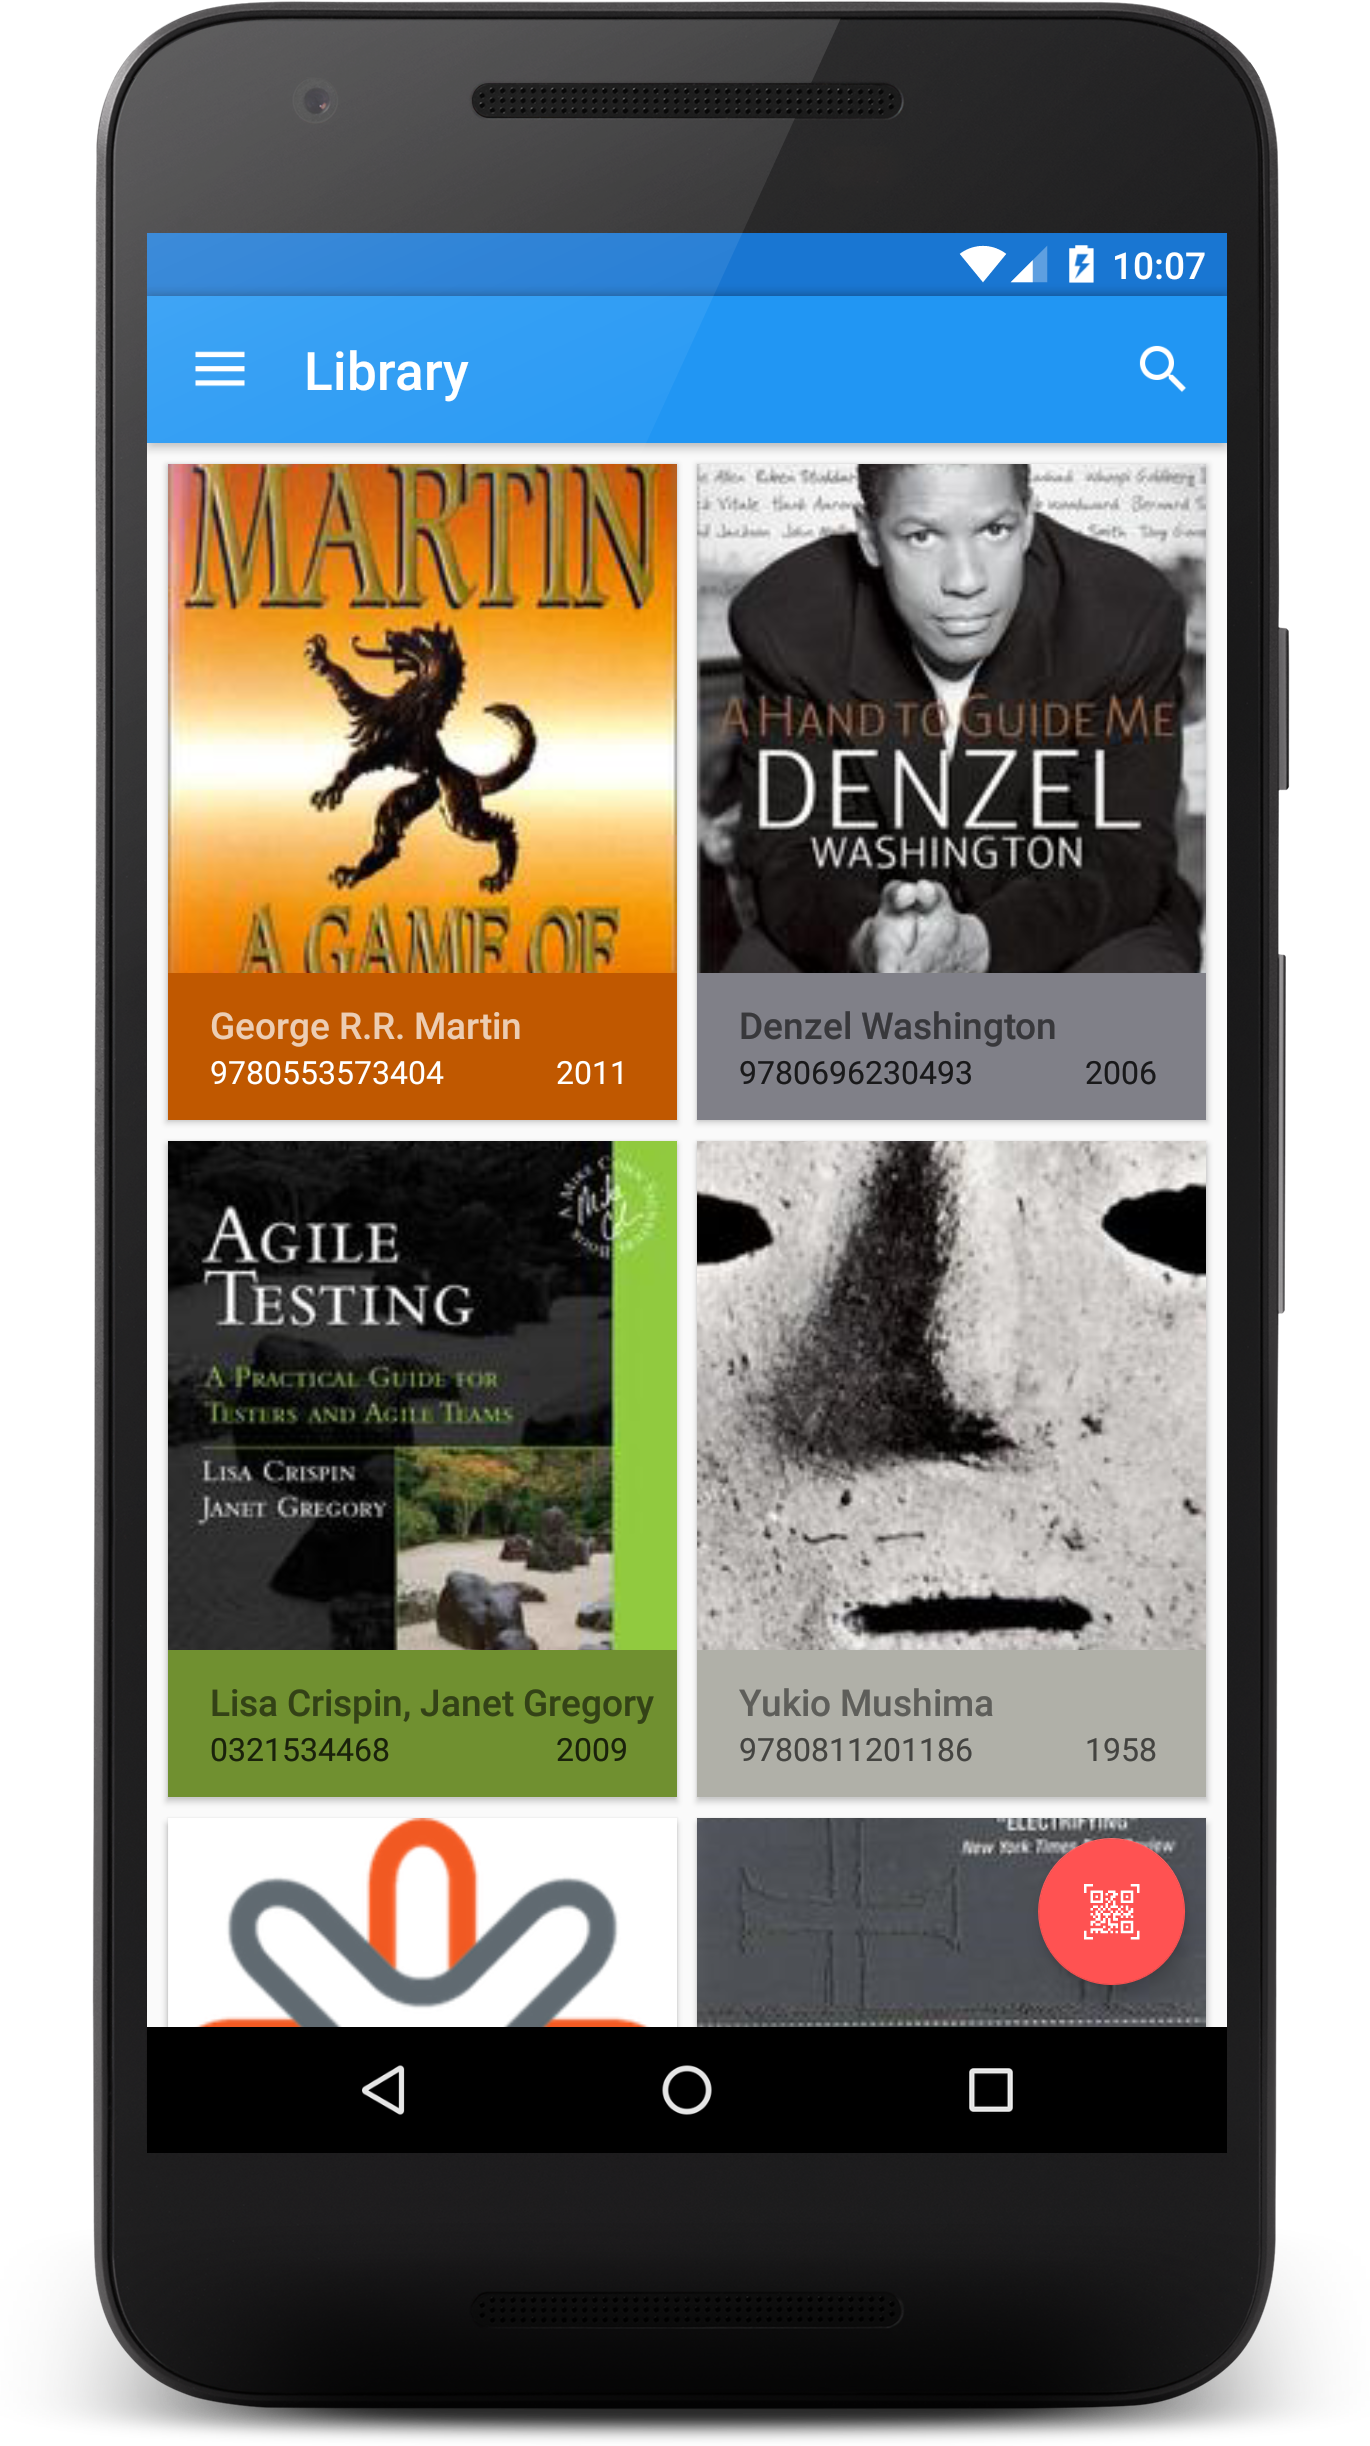 10:07
Library
MARTIN
A GAME OF
George R.R. Martin
9780553573404 2011
A HAND TO GUIDE ME
DENZEL
WASHINGTON
Denzel Washington
9780696230493 2006
AGILE
TESTING
A PRACTICAL GUIDE FOR
TESTERS AND AGILE TEAMS
LISA CRISPIN
JANET GREGORY
Lisa Crispin, Janet Gregory
0321534468 2009
Yukio Mushima
9780811201186 1958
"ELECTRIFYING"
New York Times